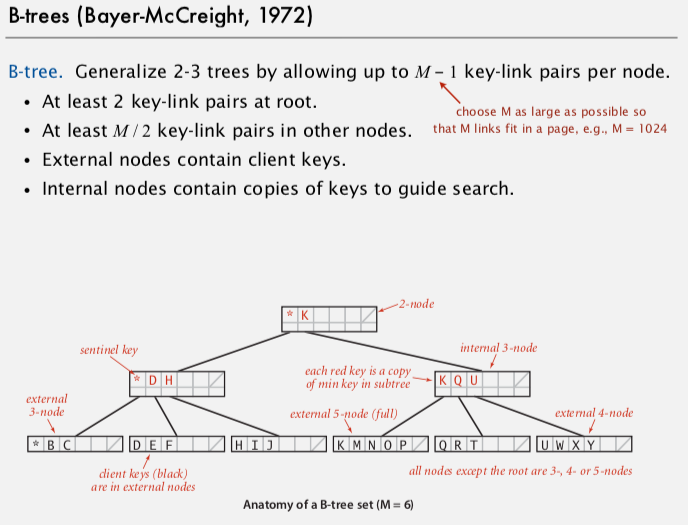 B-trees (Bayer-McCreight, 1972)
B-tree. Generalize 2-3 trees by allowing up to M – 1 key-link pairs per node.
• At least 2 key-link pairs at root.
• At least M / 2 key-link pairs in other nodes.
• External nodes contain client keys.
• Internal nodes contain copies of keys to guide search.
choose M as large as possible so
that M links fit in a page, e.g., M = 1024
2-node
* K
sentinel key
internal 3-node
each red key is a copy
of min key in subtree
* D H
K Q U
external
3-node
external 5-node (full)
external 4-node
* B C
D E F
H I J
K M N O P
Q R T
U W X Y
client keys (black)
are in external nodes
all nodes except the root are 3-, 4- or 5-nodes
Anatomy of a B-tree set (M = 6)